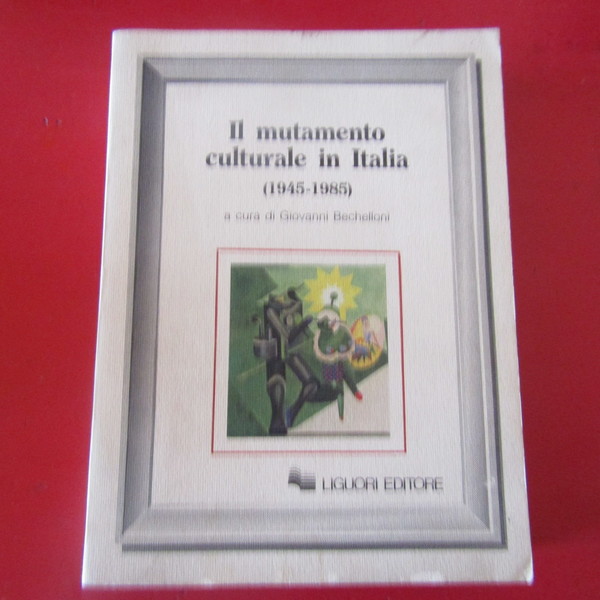 Il mutamento
culturale in Italia
(1945-1985)
a cura di Giovanni Bechelloni
LIGUORI EDITORE